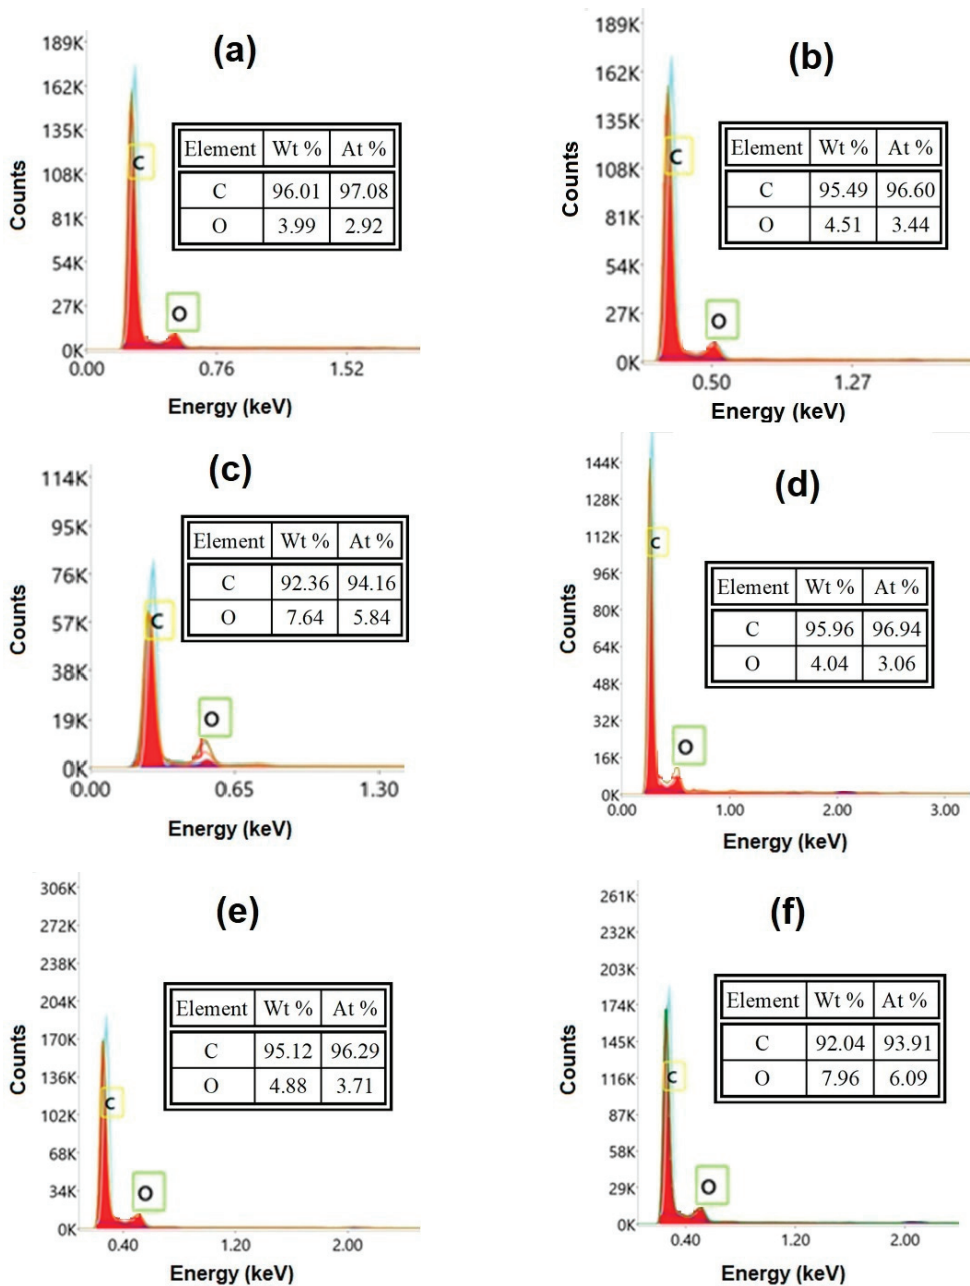 (a)
189K
162K
135K
108K
81K
54K
27K
0K
Counts
C
O
Element Wt % At %
C 96.01 97.08
O 3.99 2.92
0.00 0.76 1.52
Energy (keV)
(b)
189K
162K
135K
108K
81K
54K
27K
0K
Counts
C
O
Element Wt % At %
C 95.49 96.60
O 4.51 3.44
0.50 1.27
Energy (keV)
(c)
114K
95K
76K
57K
38K
19K
0K
Counts
C
O
Element Wt % At %
C 92.36 94.16
O 7.64 5.84
0.00 0.65 1.30
Energy (keV)
(d)
144K
128K
112K
96K
80K
64K
48K
32K
16K
0K
Counts
C
O
Element Wt % At %
C 95.96 96.94
O 4.04 3.06
0.00 1.00 2.00 3.00
Energy (keV)
(e)
306K
272K
238K
204K
170K
136K
102K
68K
34K
0K
Counts
C
O
Element Wt % At %
C 95.12 96.29
O 4.88 3.71
0.40 1.20 2.00
Energy (keV)
(f)
261K
232K
203K
174K
145K
116K
87K
58K
29K
0K
Counts
C
O
Element Wt % At %
C 92.04 93.91
O 7.96 6.09
0.40 1.20 2.00
Energy (keV)